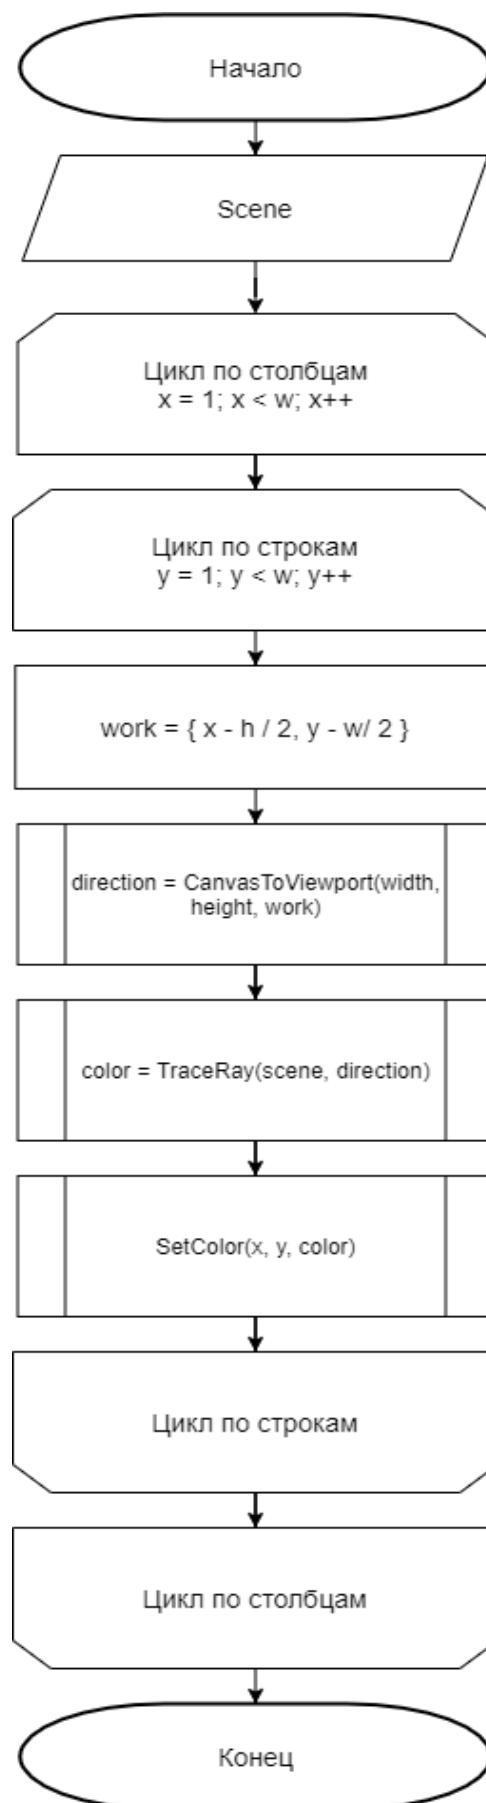 Начало
Scene
Цикл по столбцам
x = 1; x < w; x++
Цикл по строкам
y = 1; y < w; y++
work = { x - h / 2, y - w/ 2 }
direction = CanvasToViewport(width,
height, work)
color = TraceRay(scene, direction)
SetColor(x, y, color)
Цикл по строкам
Цикл по столбцам
Конец